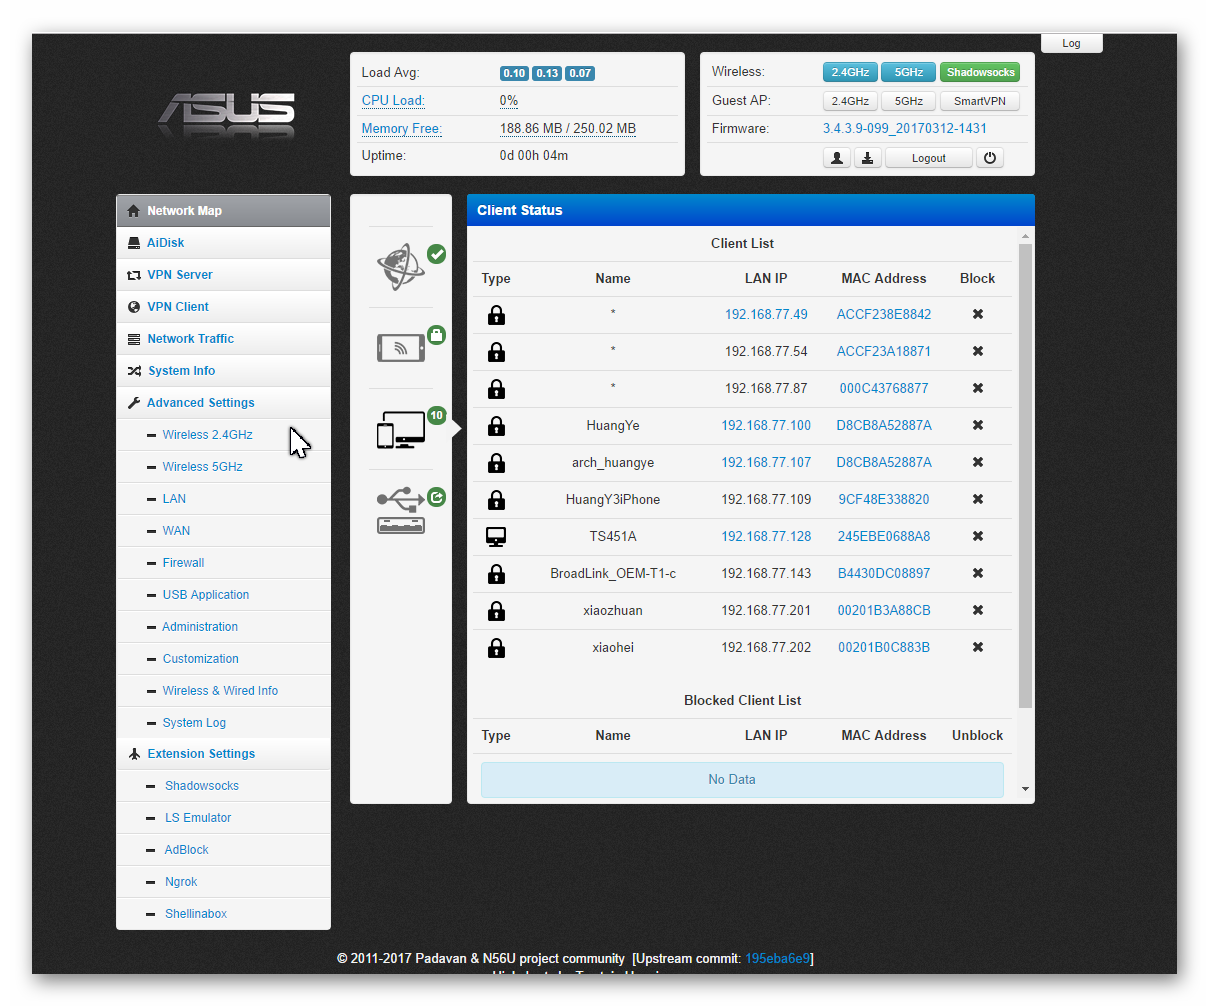 Log
Load Avg: 0.10 0.13 0.07
CPU Load: 0%
Memory Free: 188.86 MB / 250.02 MB
Uptime: 0d 00h 04m
Wireless: 2.4GHz 5GHz Shadowsocks
Guest AP: 2.4GHz 5GHz SmartVPN
Firmware: 3.4.3.9-099_20170312-1431
Logout
ASUS
Network Map
AiDisk
VPN Server
VPN Client
Network Traffic
System Info
Advanced Settings
Wireless 2.4GHz
Wireless 5GHz
LAN
WAN
Firewall
USB Application
Administration
Customization
Wireless & Wired Info
System Log
Extension Settings
Shadowsocks
LS Emulator
AdBlock
Ngrok
Shellinabox
10
Client Status
Client List
Type Name LAN IP MAC Address Block
* 192.168.77.49 ACCF238E8842
* 192.168.77.54 ACCF23A18871
* 192.168.77.87 000C43768877
HuangYe 192.168.77.100 D8CB8A52887A
arch_huangye 192.168.77.107 D8CB8A52887A
HuangY3iPhone 192.168.77.109 9CF48E338820
TS451A 192.168.77.128 245EBE0688A8
BroadLink_OEM-T1-c 192.168.77.143 B4430DC08897
xiaozhuan 192.168.77.201 00201B3A88CB
xiaohei 192.168.77.202 00201B0C883B
Blocked Client List
Type Name LAN IP MAC Address Unblock
No Data
© 2011-2017 Padavan & N56U project community [Upstream commit: 195eba6e9]